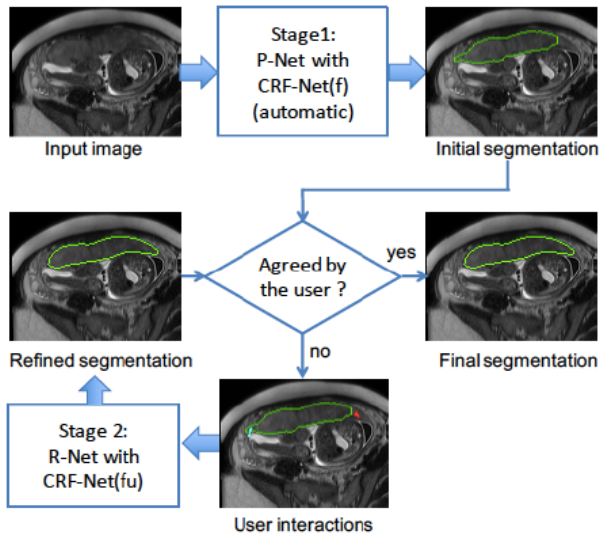 Stage1:
P-Net with
CRF-Net(f)
(automatic)
Input image
Initial segmentation
Agreed by
the user ?
yes
no
Refined segmentation
Final segmentation
Stage 2:
R-Net with
CRF-Net(fu)
User interactions